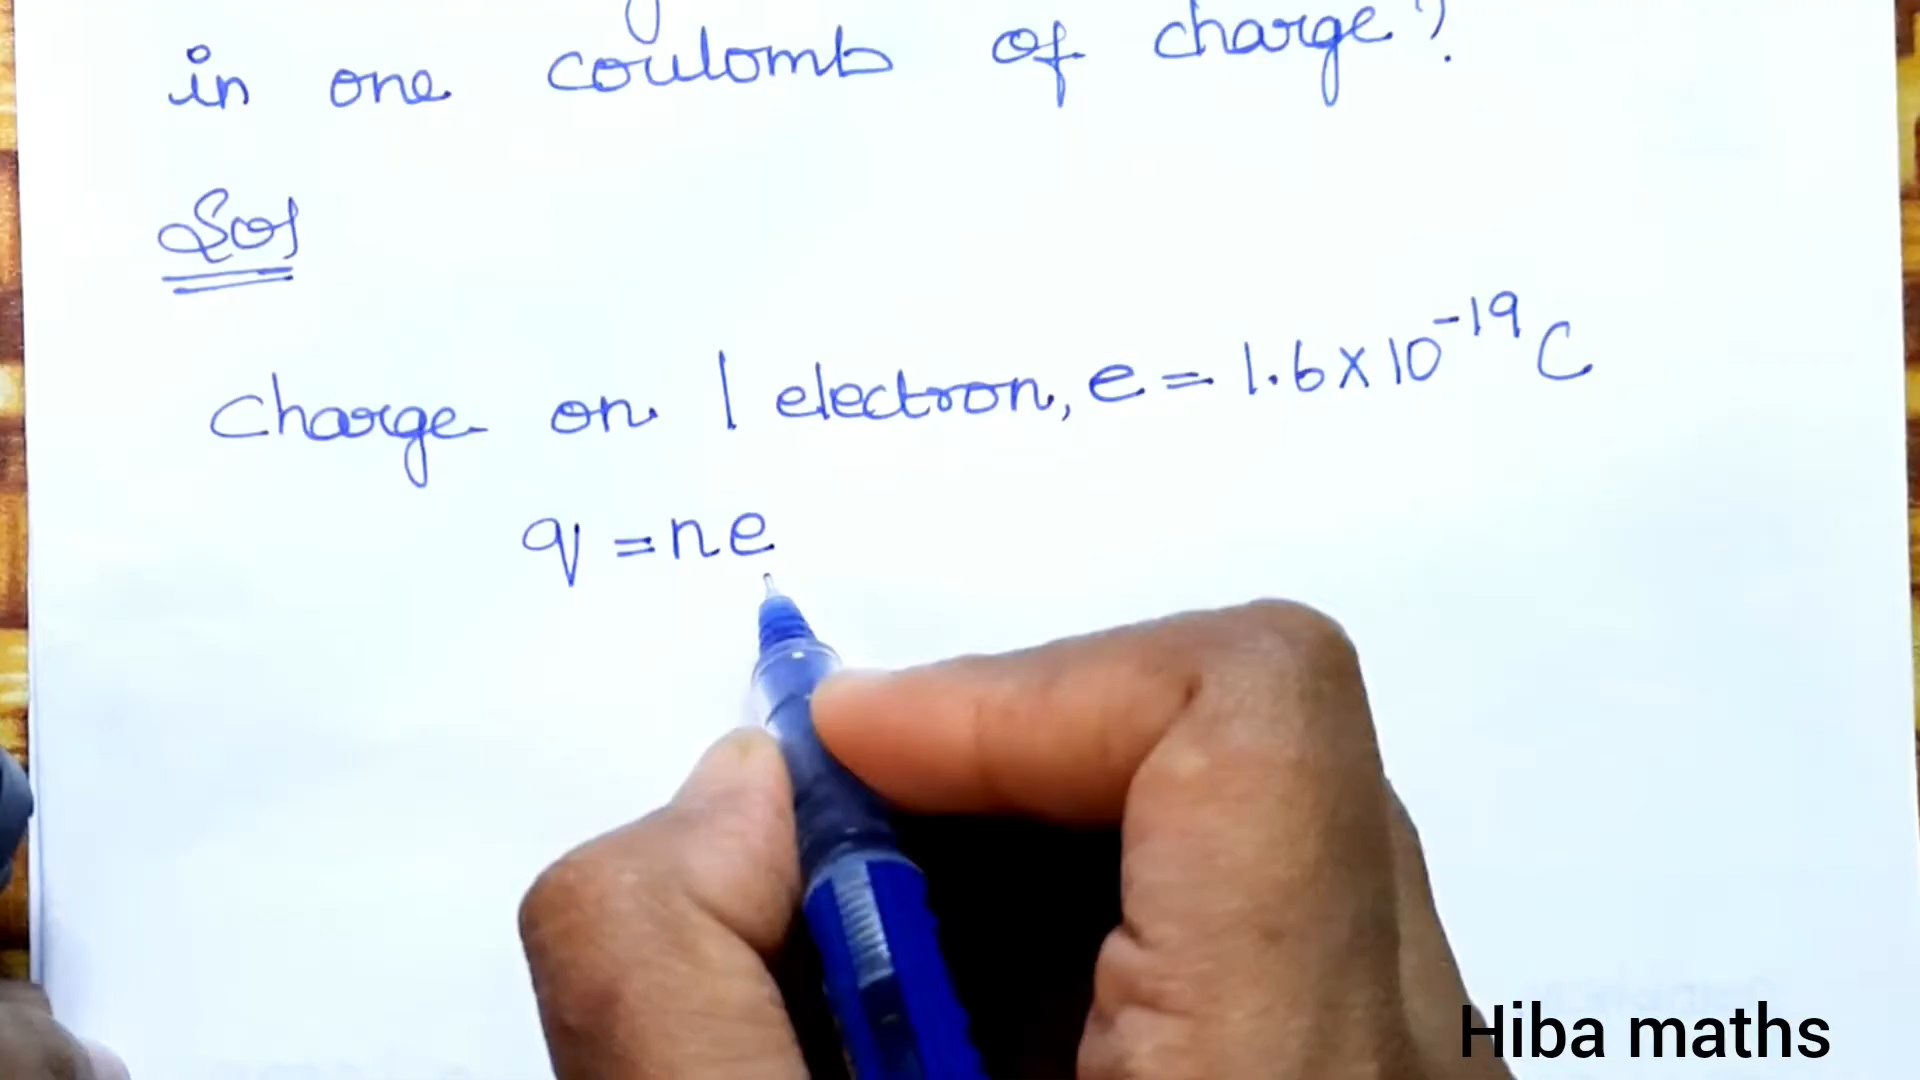 in one coulomb of charge?
Sol
Charge on 1 electron, e = 1.6×10⁻¹⁹ C
q = ne
Hiba maths